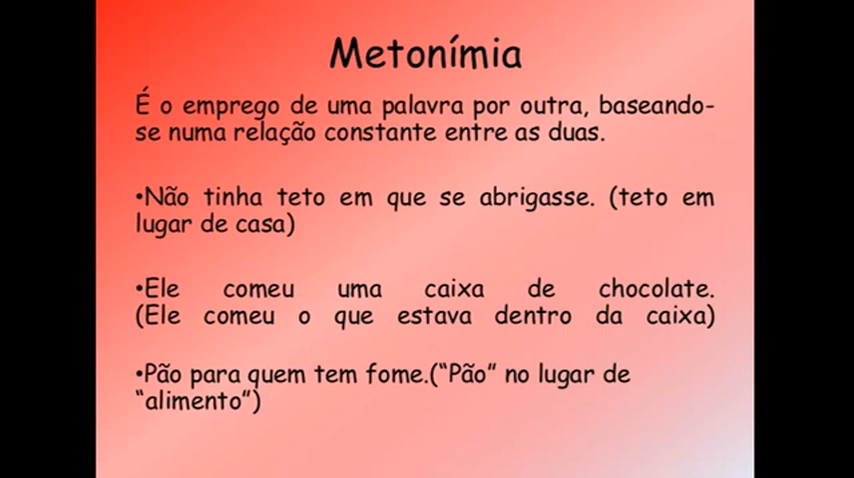 Metonímia
É o emprego de uma palavra por outra, baseando-
se numa relação constante entre as duas.
•Não tinha teto em que se abrigasse. (teto em
lugar de casa)
•Ele comeu uma caixa de chocolate.
(Ele comeu o que estava dentro da caixa)
•Pão para quem tem fome.(“Pão” no lugar de
“alimento”)